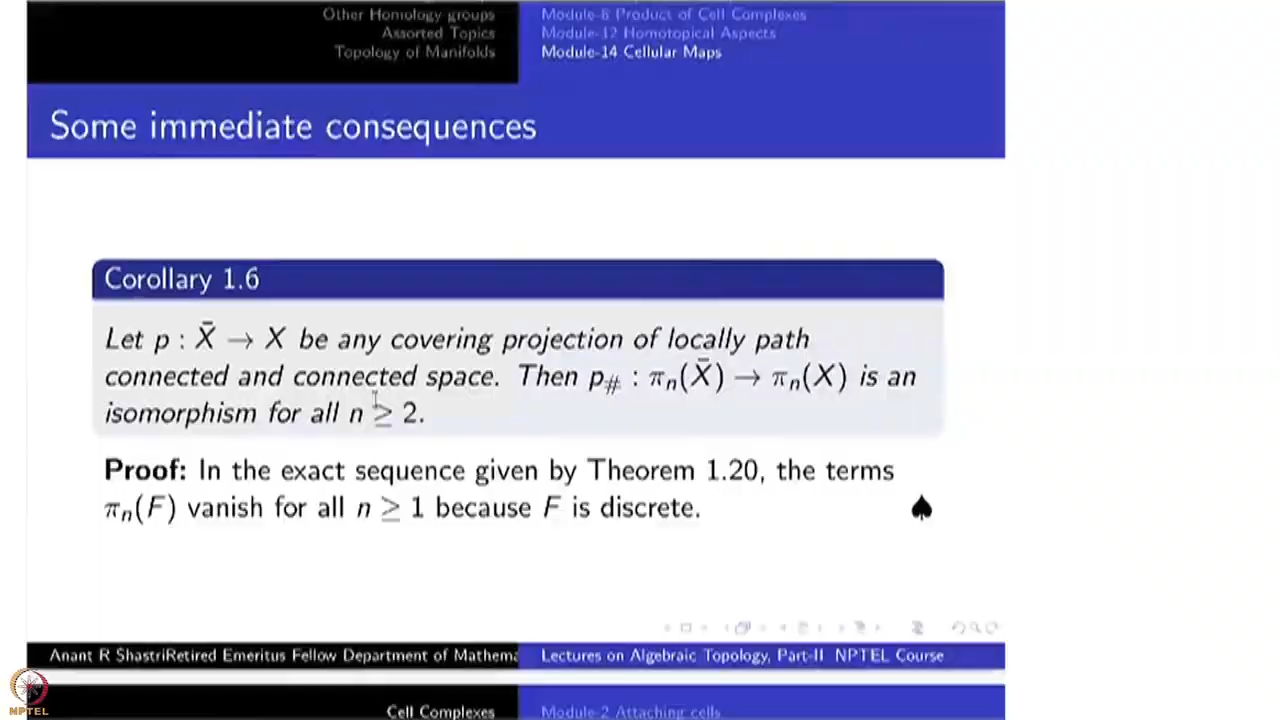 Other Homology groups
Assorted Topics
Topology of Manifolds
Module-8 Product of Cell Complexes
Module-12 Homotopical Aspects
Module-14 Cellular Maps
Some immediate consequences
Corollary 1.6
Let p : X̄ → X be any covering projection of locally path
connected and connected space. Then p# : πn(X̄) → πn(X) is an
isomorphism for all n ≥ 2.
Proof: In the exact sequence given by Theorem 1.20, the terms
πn(F) vanish for all n ≥ 1 because F is discrete. ♠
Anant R ShastriRetired Emeritus Fellow Department of Mathema
Lectures on Algebraic Topology, Part-II NPTEL Course
NPTEL
Cell Complexes
Module-2 Attaching cells